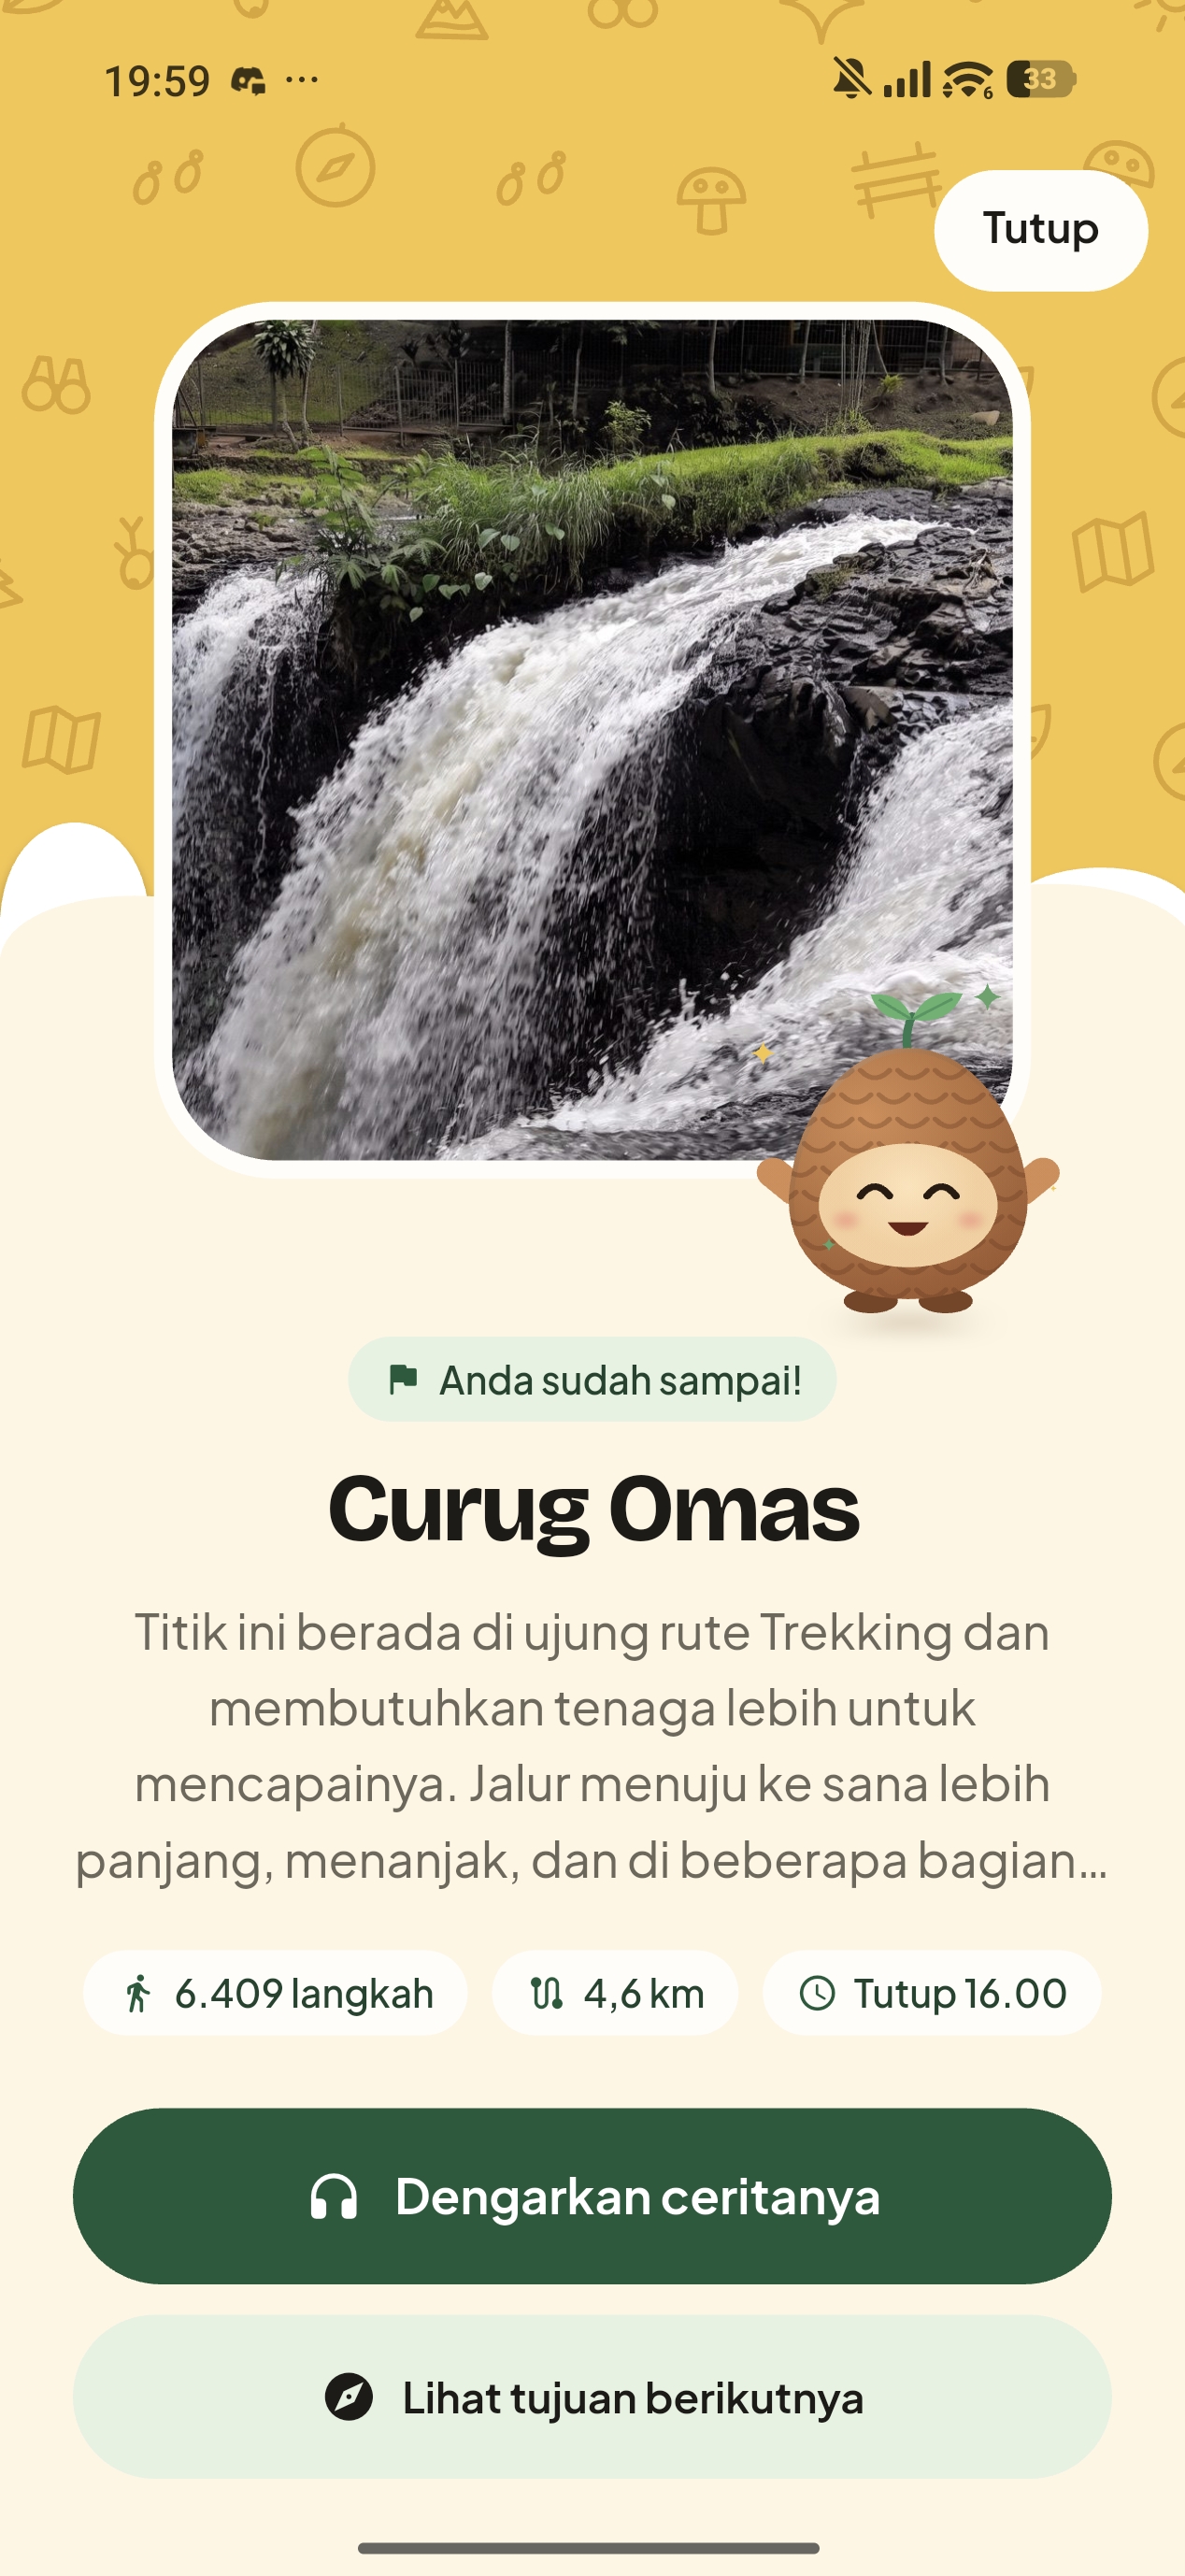 19:59 ...
6
33
Tutup
Anda sudah sampai!
Curug Omas
Titik ini berada di ujung rute Trekking dan
membutuhkan tenaga lebih untuk
mencapainya. Jalur menuju ke sana lebih
panjang, menanjak, dan di beberapa bagian...
6.409 langkah
4,6 km
Tutup 16.00
Dengarkan ceritanya
Lihat tujuan berikutnya